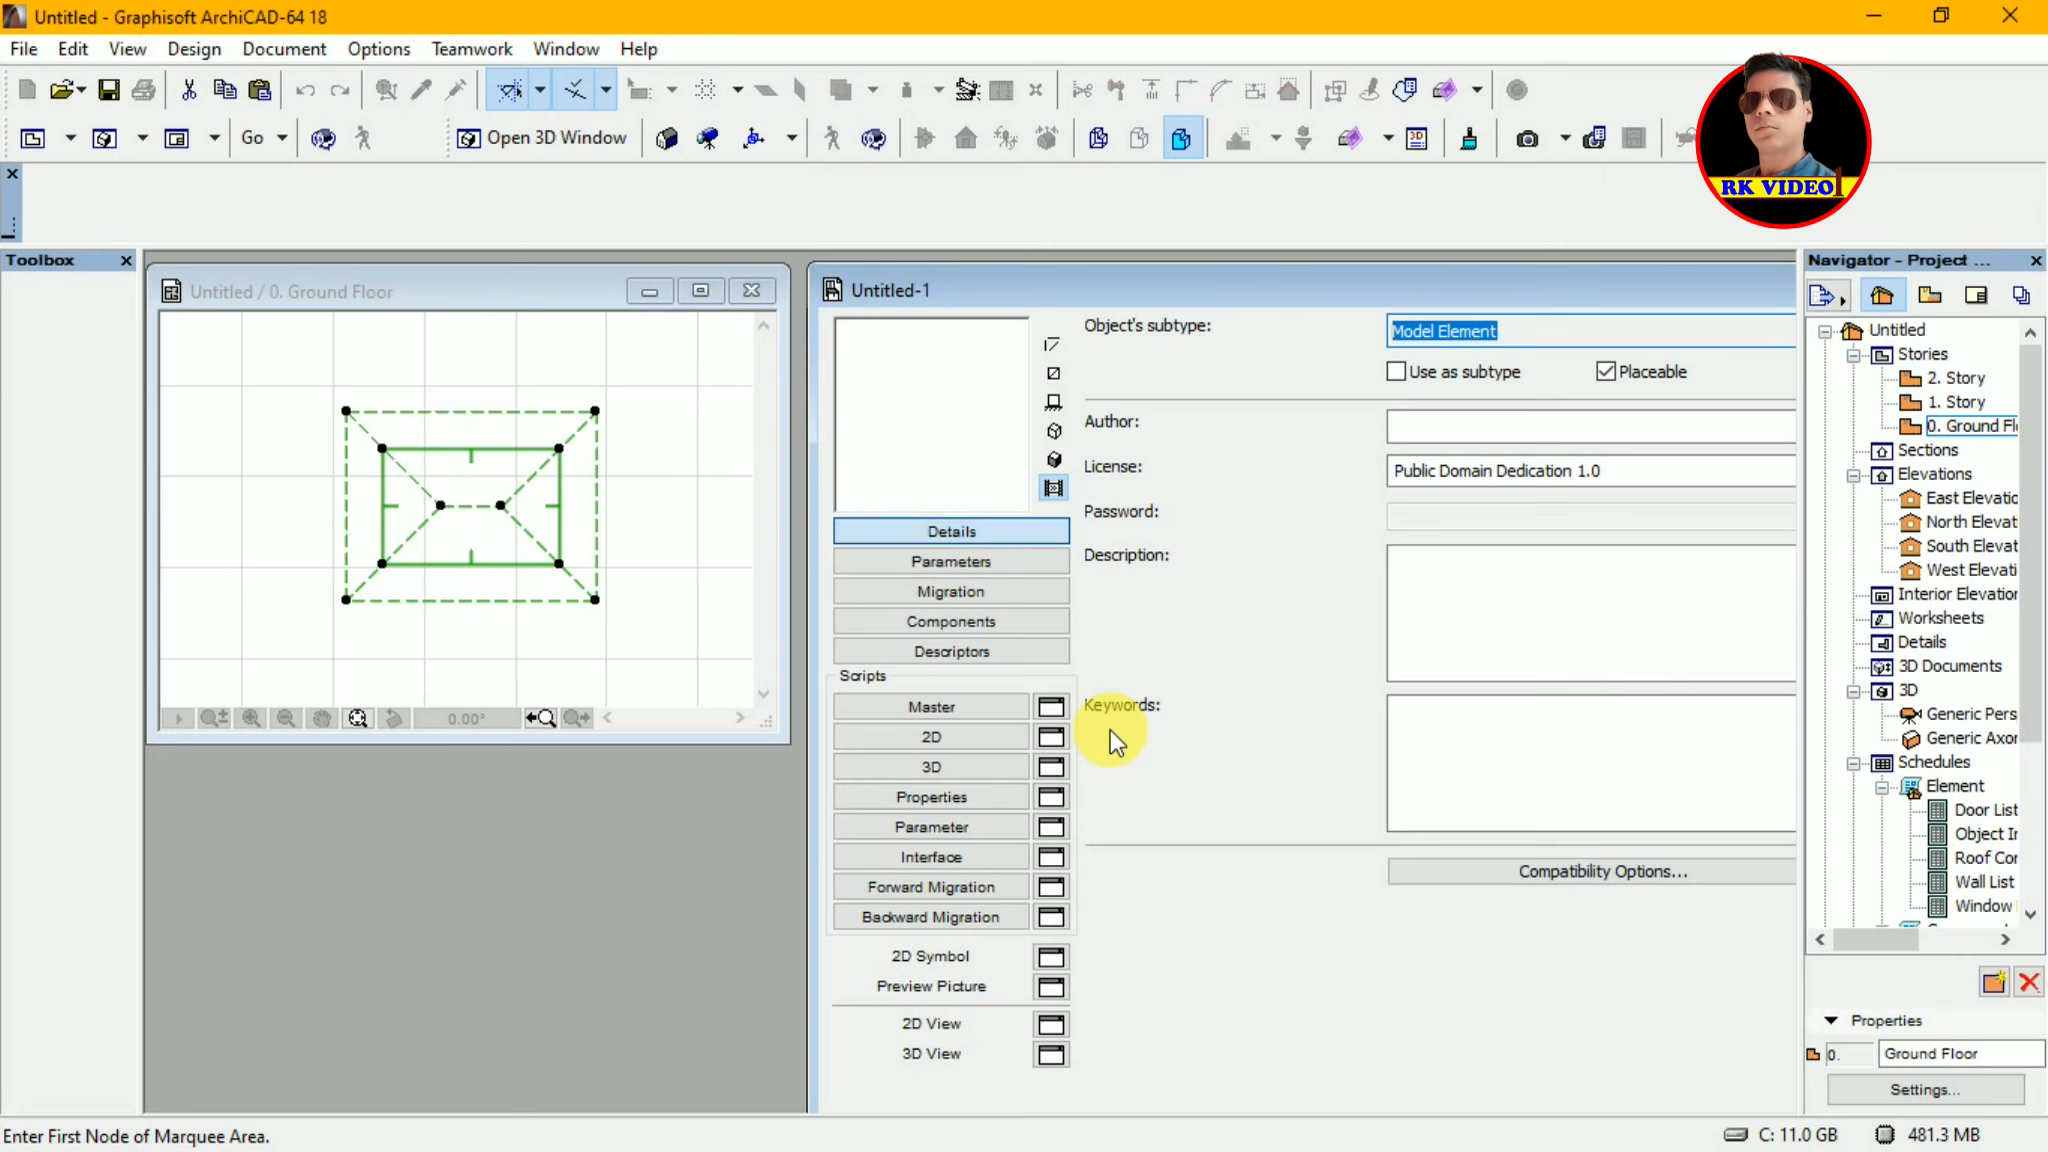 Untitled - Graphisoft ArchiCAD-64 18
File Edit View Design Document Options Teamwork Window Help
Go Open 3D Window
RK VIDEO1
Toolbox
Untitled / 0. Ground Floor
Untitled-1
Navigator - Project ...
Object's subtype: Model Element
Use as subtype Placeable
Author:
License: Public Domain Dedication 1.0
Password:
Description:
Keywords:
Compatibility Options...
Details
Parameters
Migration
Components
Descriptors
Scripts
Master
2D
3D
Properties
Parameter
Interface
Forward Migration
Backward Migration
2D Symbol
Preview Picture
2D View
3D View
0.00°
Untitled
Stories
2. Story
1. Story
0. Ground Fl
Sections
Elevations
East Elevatic
North Elevat
South Elevat
West Elevati
Interior Elevation
Worksheets
Details
3D Documents
3D
Generic Pers
Generic Axor
Schedules
Element
Door List
Object Ir
Roof Cor
Wall List
Window
Properties
0. Ground Floor
Settings...
Enter First Node of Marquee Area.
C: 11.0 GB 481.3 MB